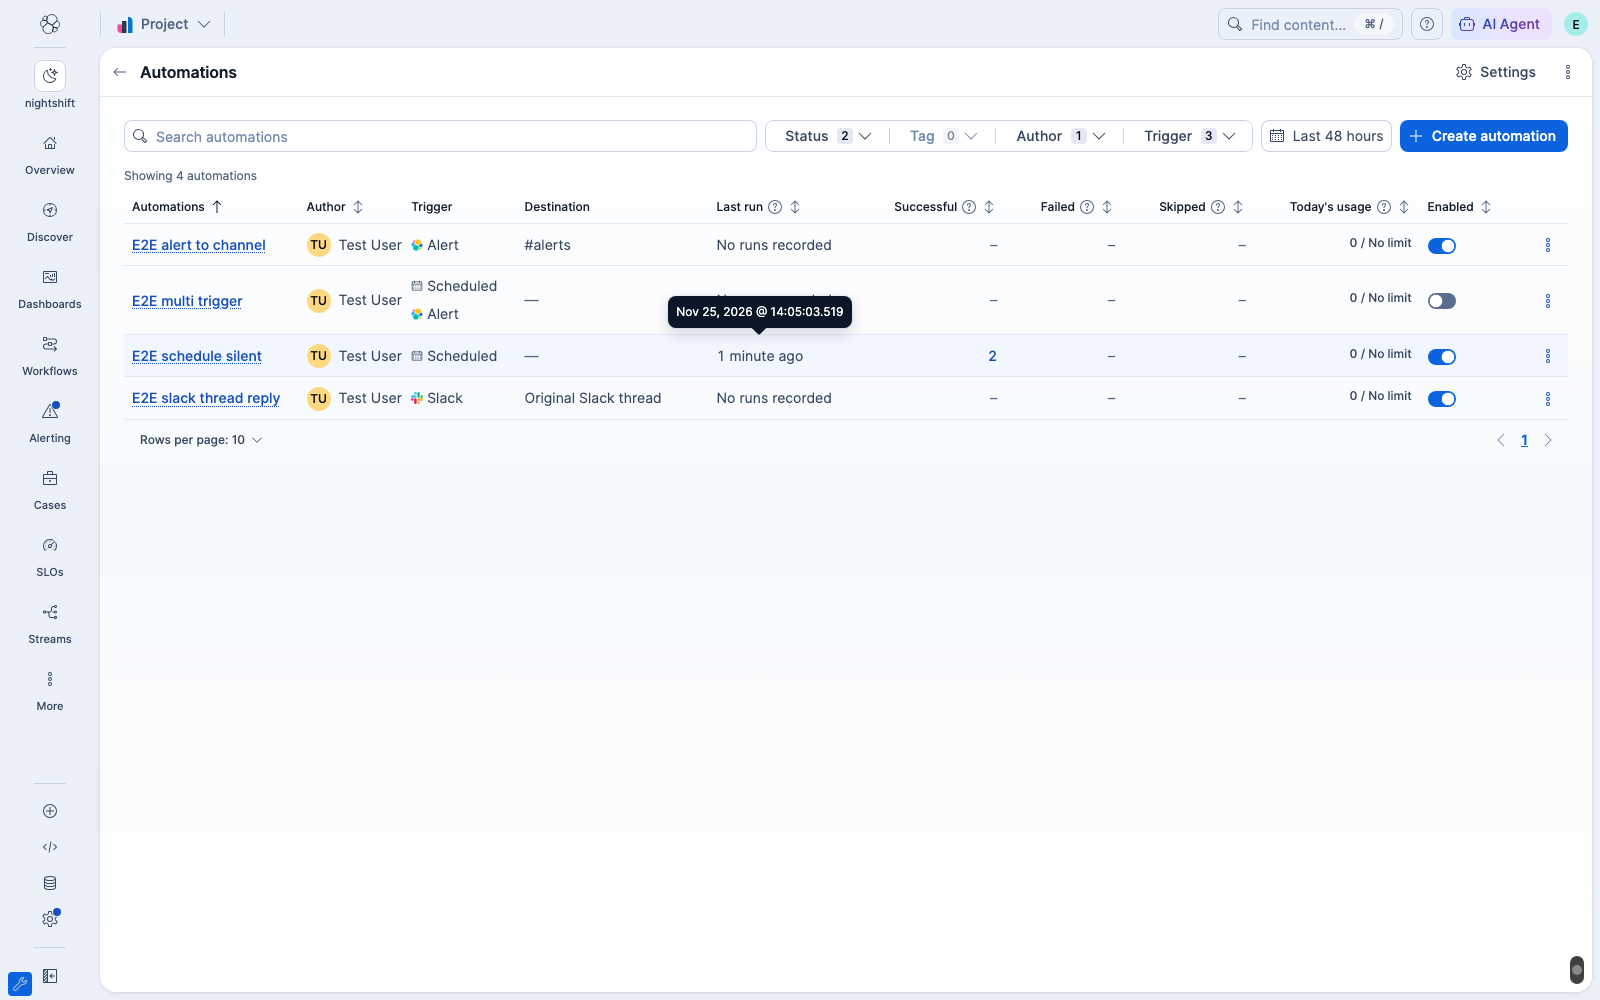 Project
Find content...
⌘ /
AI Agent
E
nightshift
Overview
Discover
Dashboards
Workflows
Alerting
Cases
SLOs
Streams
More
Automations
Settings
Search automations
Status 2
Tag 0
Author 1
Trigger 3
Last 48 hours
Create automation
Showing 4 automations
Automations Author Trigger Destination Last run Successful Failed Skipped Today's usage Enabled
E2E alert to channel TU Test User Alert #alerts No runs recorded – – – 0 / No limit
E2E multi trigger TU Test User Scheduled — – – – 0 / No limit
Alert
Nov 25, 2026 @ 14:05:03.519
E2E schedule silent TU Test User Scheduled — 1 minute ago 2 – – 0 / No limit
E2E slack thread reply TU Test User Slack Original Slack thread No runs recorded – – – 0 / No limit
Rows per page: 10
1